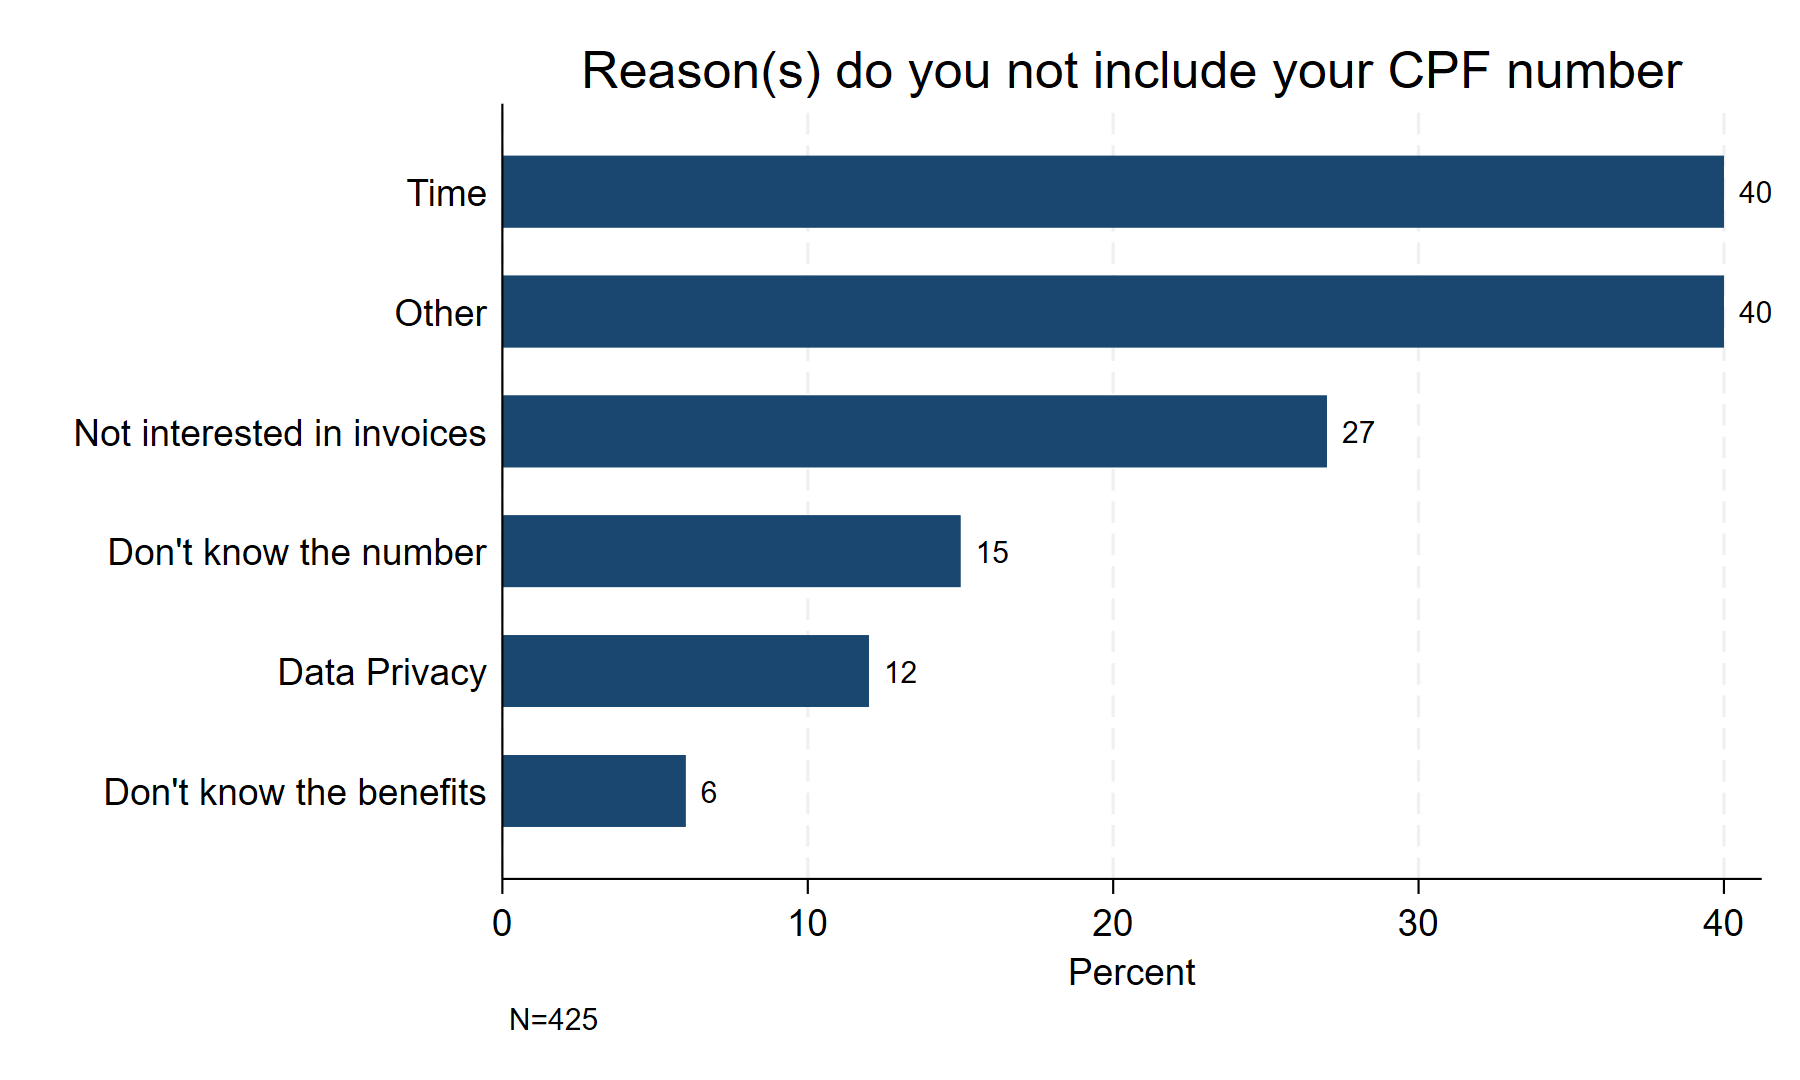 Reason(s) do you not include your CPF number
Time 40
Other 40
Not interested in invoices 27
Don't know the number 15
Data Privacy 12
Don't know the benefits 6
0 10 20 30 40
Percent
N=425